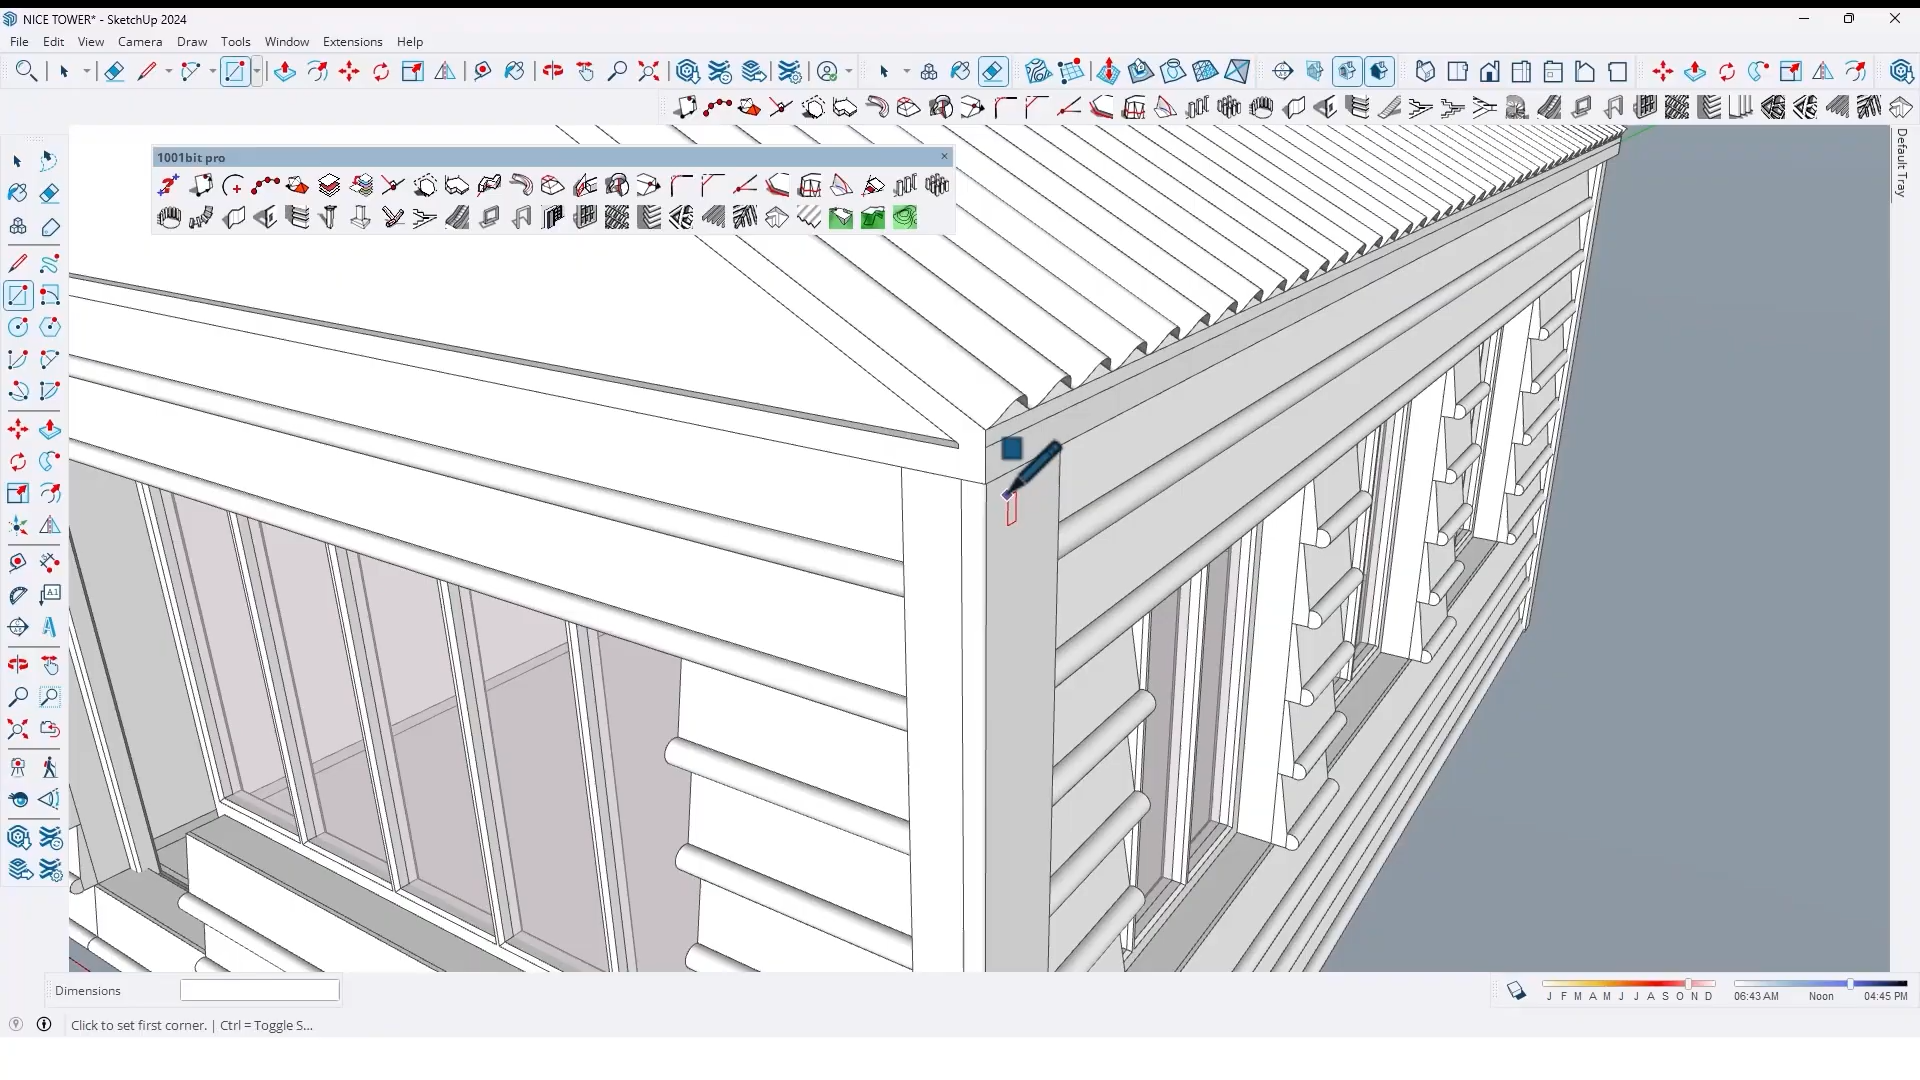 NICE TOWER* - SketchUp 2024
File Edit View Camera Draw Tools Window Extensions Help
1001bit pro
Default Tray
A1
Dimensions
J F M A M J J A S O N D
06:43 AM Noon 04:45 PM
Click to set first corner. | Ctrl = Toggle S...